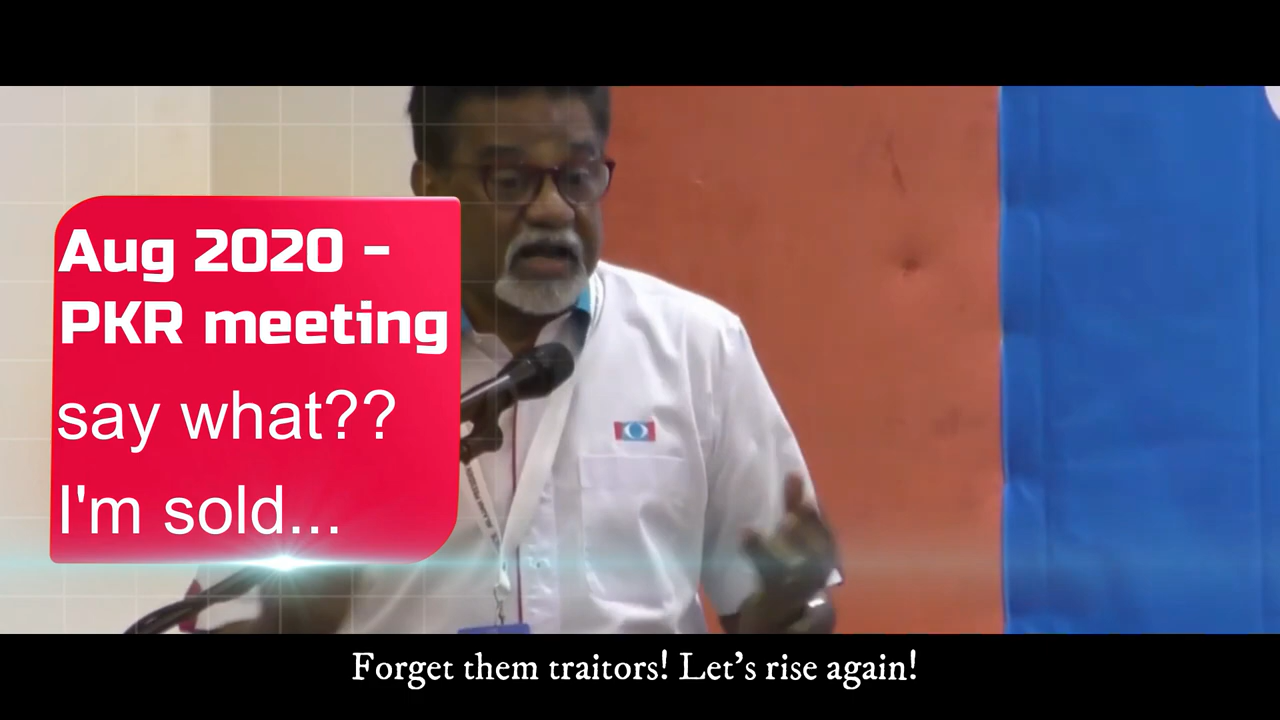 Aug 2020 -
PKR meeting
say what??
I'm sold...
Forget them traitors! Let's rise again!